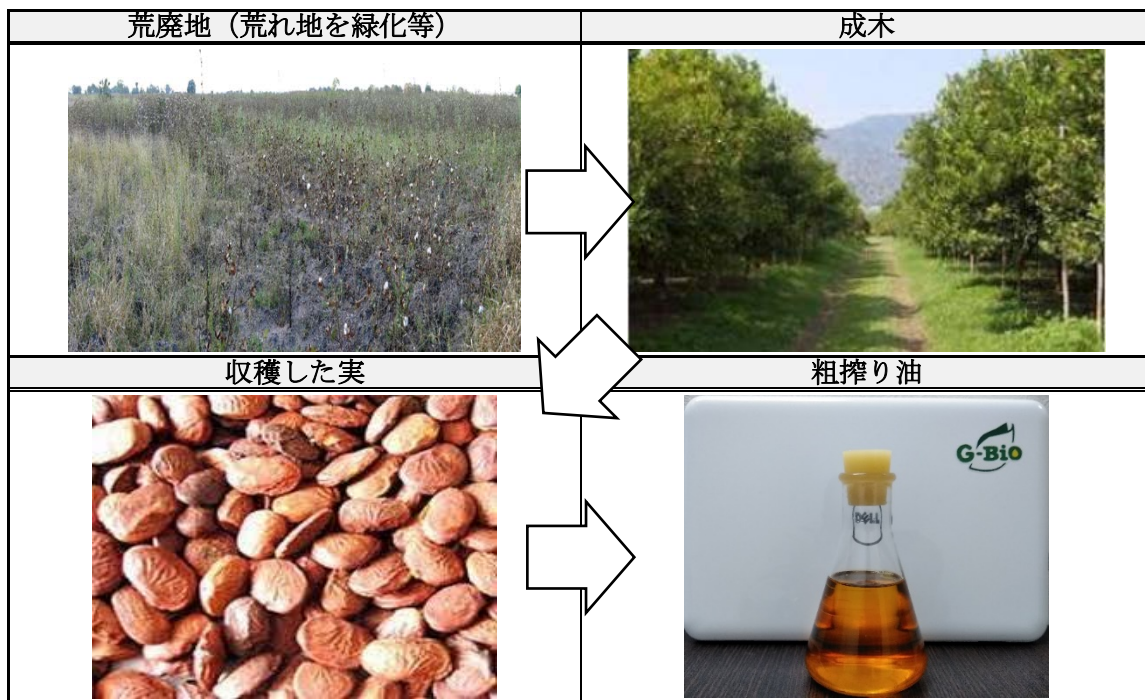 荒廃地（荒れ地を緑化等）
成木
収穫した実
粗搾り油
G-Bio
DELL